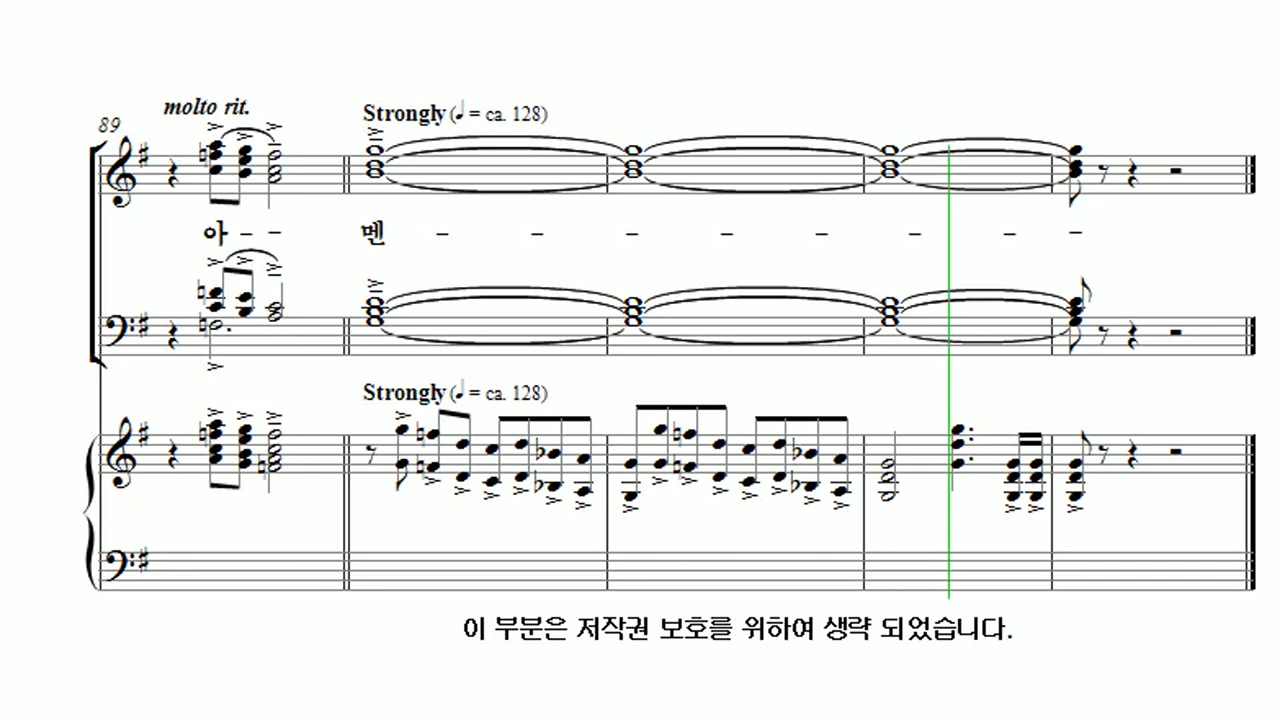 molto rit.
89
Strongly (♩ = ca. 128)
아 - - 멘 - - - - - - - -
Strongly (♩ = ca. 128)
이 부분은 저작권 보호를 위하여 생략 되었습니다.